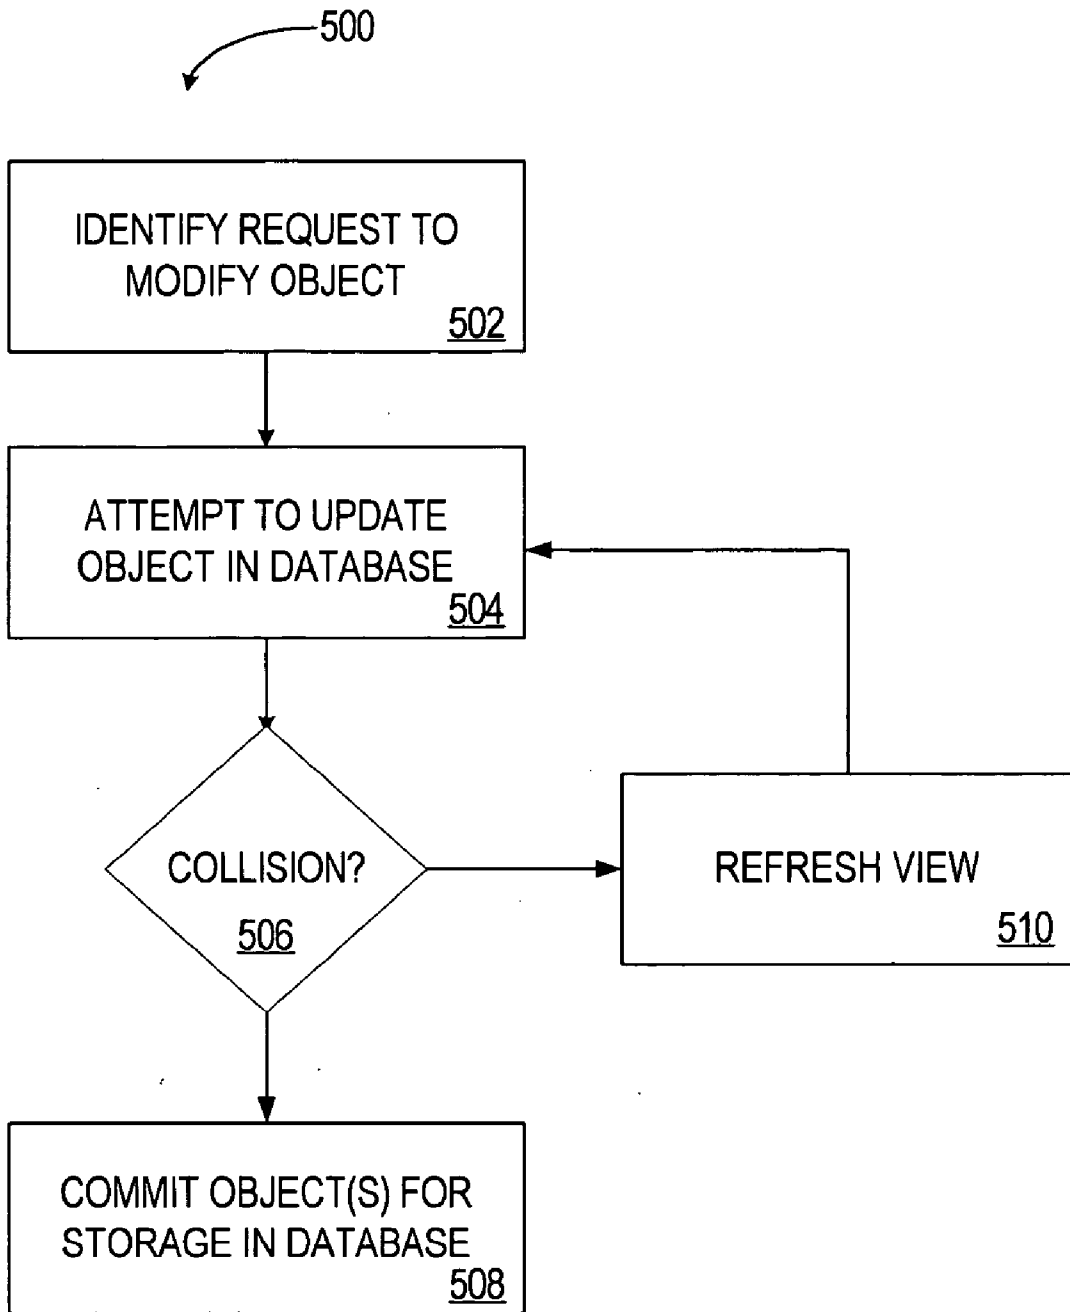 500
IDENTIFY REQUEST TO
MODIFY OBJECT
502
ATTEMPT TO UPDATE
OBJECT IN DATABASE
504
COLLISION?
506
REFRESH VIEW
510
COMMIT OBJECT(S) FOR
STORAGE IN DATABASE
508